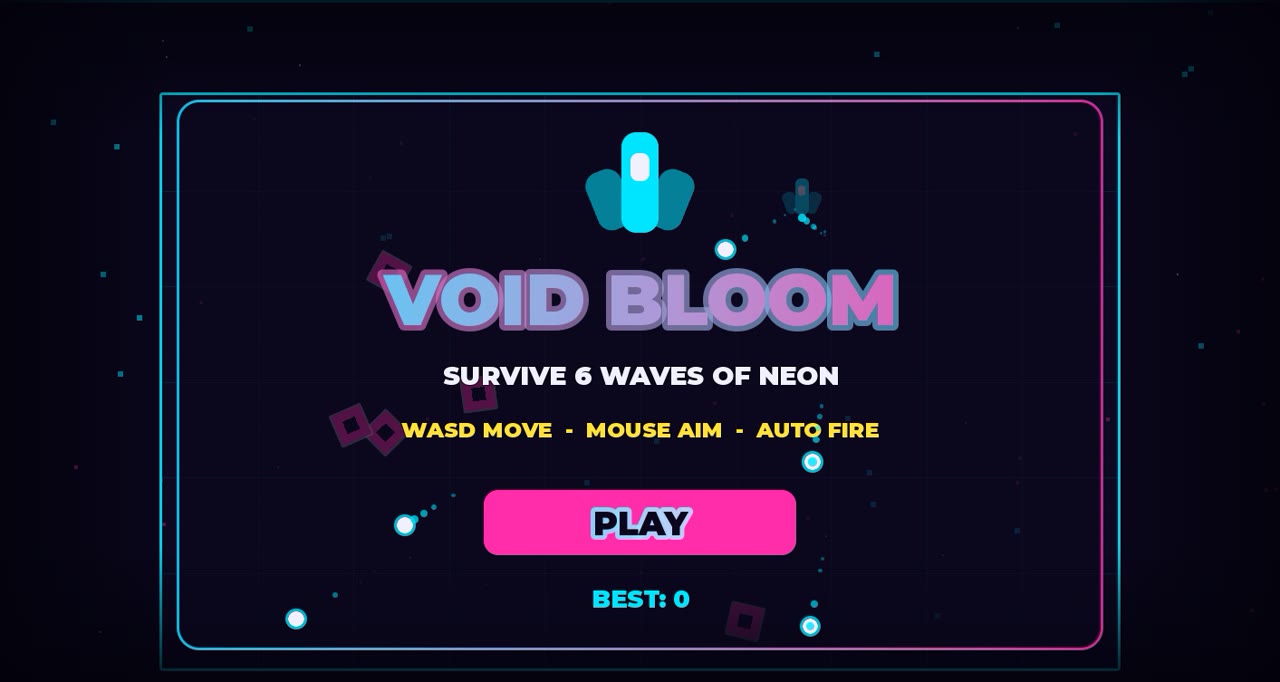 VOID BLOOM
SURVIVE 6 WAVES OF NEON
WASD MOVE - MOUSE AIM - AUTO FIRE
PLAY
BEST: 0